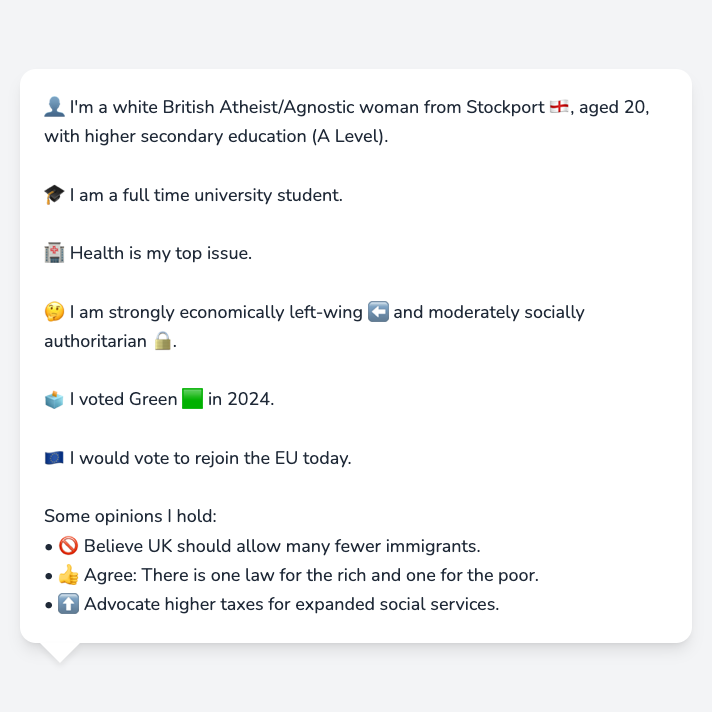 👤 I'm a white British Atheist/Agnostic woman from Stockport 🏴󠁧󠁢󠁥󠁮󠁧󠁿, aged 20,
with higher secondary education (A Level).
🎓 I am a full time university student.
🏥 Health is my top issue.
🤔 I am strongly economically left-wing ⬅️ and moderately socially
authoritarian 🔒.
🗳️ I voted Green 🟩 in 2024.
🇪🇺 I would vote to rejoin the EU today.
Some opinions I hold:
• 🚫 Believe UK should allow many fewer immigrants.
• 👍 Agree: There is one law for the rich and one for the poor.
• ⬆️ Advocate higher taxes for expanded social services.